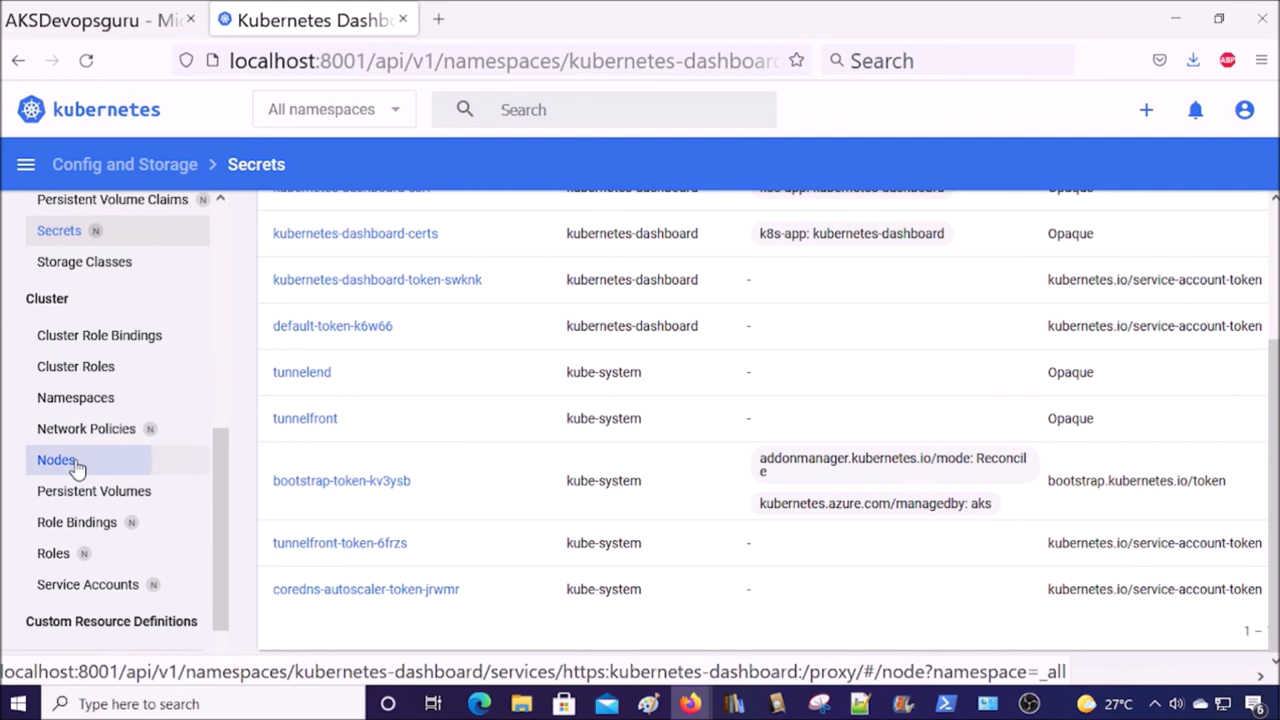 AKSDevopsguru - Mic
Kubernetes Dashbo
localhost:8001/api/v1/namespaces/kubernetes-dashboard
Search
ABP
kubernetes
All namespaces
Search
Config and Storage > Secrets
Persistent Volume Claims N
Secrets N
Storage Classes
Cluster
Cluster Role Bindings
Cluster Roles
Namespaces
Network Policies N
Nodes
Persistent Volumes
Role Bindings N
Roles N
Service Accounts N
Custom Resource Definitions
kubernetes-dashboard-certs kubernetes-dashboard k8s-app: kubernetes-dashboard Opaque
kubernetes-dashboard-token-swknk kubernetes-dashboard - kubernetes.io/service-account-token
default-token-k6w66 kubernetes-dashboard - kubernetes.io/service-account-token
tunnelend kube-system - Opaque
tunnelfront kube-system - Opaque
addonmanager.kubernetes.io/mode: Reconcil
e
bootstrap-token-kv3ysb kube-system bootstrap.kubernetes.io/token
kubernetes.azure.com/managedby: aks
tunnelfront-token-6frzs kube-system - kubernetes.io/service-account-token
coredns-autoscaler-token-jrwmr kube-system - kubernetes.io/service-account-token
1 –
localhost:8001/api/v1/namespaces/kubernetes-dashboard/services/https:kubernetes-dashboard:/proxy/#/node?namespace=_all
Type here to search
27°C
6